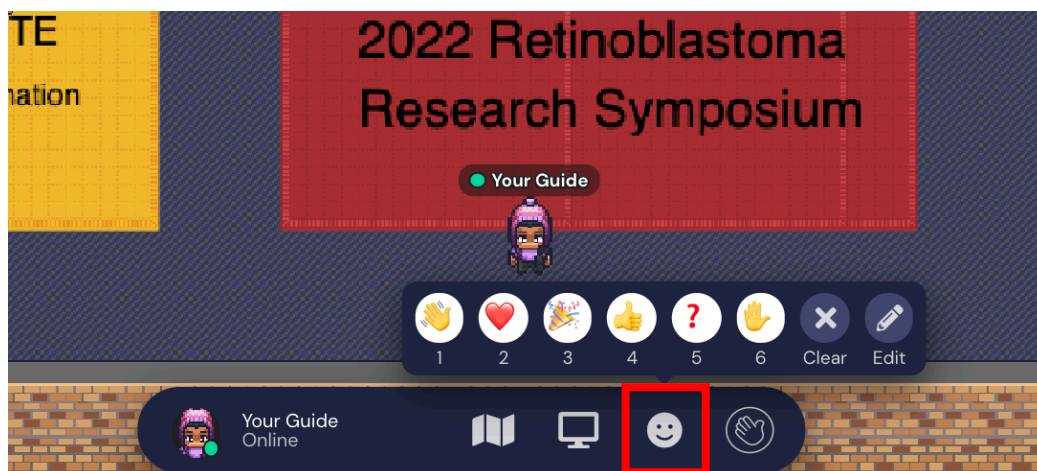 TE
nation
2022 Retinoblastoma
Research Symposium
Your Guide
1 2 3 4 5 6 Clear Edit
Your Guide
Online